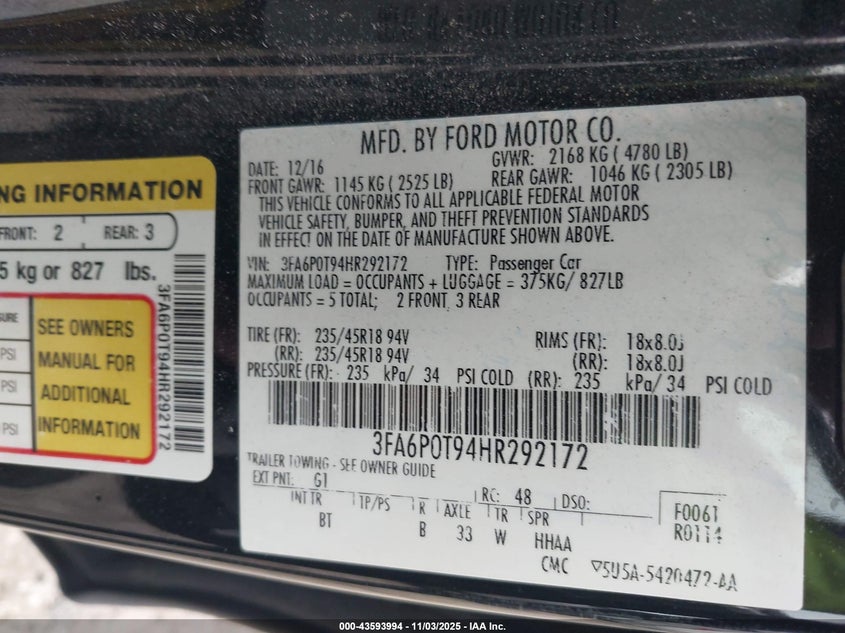 MFD. BY FORD MOTOR CO.
DATE: 12/16
GVWR: 2168 KG ( 4780 LB)
FRONT GAWR: 1145 KG ( 2525 LB)
REAR GAWR: 1046 KG ( 2305 LB)
THIS VEHICLE CONFORMS TO ALL APPLICABLE FEDERAL MOTOR
VEHICLE SAFETY, BUMPER, AND THEFT PREVENTION STANDARDS
IN EFFECT ON THE DATE OF MANUFACTURE SHOWN ABOVE.
VIN: 3FA6P0T94HR292172 TYPE: Passenger Car
MAXIMUM LOAD = OCCUPANTS + LUGGAGE = 375KG/ 827LB
OCCUPANTS = 5 TOTAL; 2 FRONT, 3 REAR
TIRE (FR): 235/45R18 94V RIMS (FR): 18x8.0J
(RR): 235/45R18 94V (RR): 18x8.0J
PRESSURE (FR): 235 kPa/ 34 PSI COLD (RR): 235 kPa/ 34 PSI COLD
3FA6P0T94HR292172
TRAILER TOWING - SEE OWNER GUIDE
EXT PNT: G1 RC: 48 DSO:
INT TR TP/PS R AXLE TR SPR
BT B 33 W HHAA
CMC
F0061
R0114
5U5A-5420472-AA
NG INFORMATION
FRONT: 2 REAR: 3
5 kg or 827 lbs.
SURE
PSI
PSI
PSI
SEE OWNERS
MANUAL FOR
ADDITIONAL
INFORMATION
3FA6P0T94HR292172
000-43593994 - 11/03/2025 - IAA Inc.